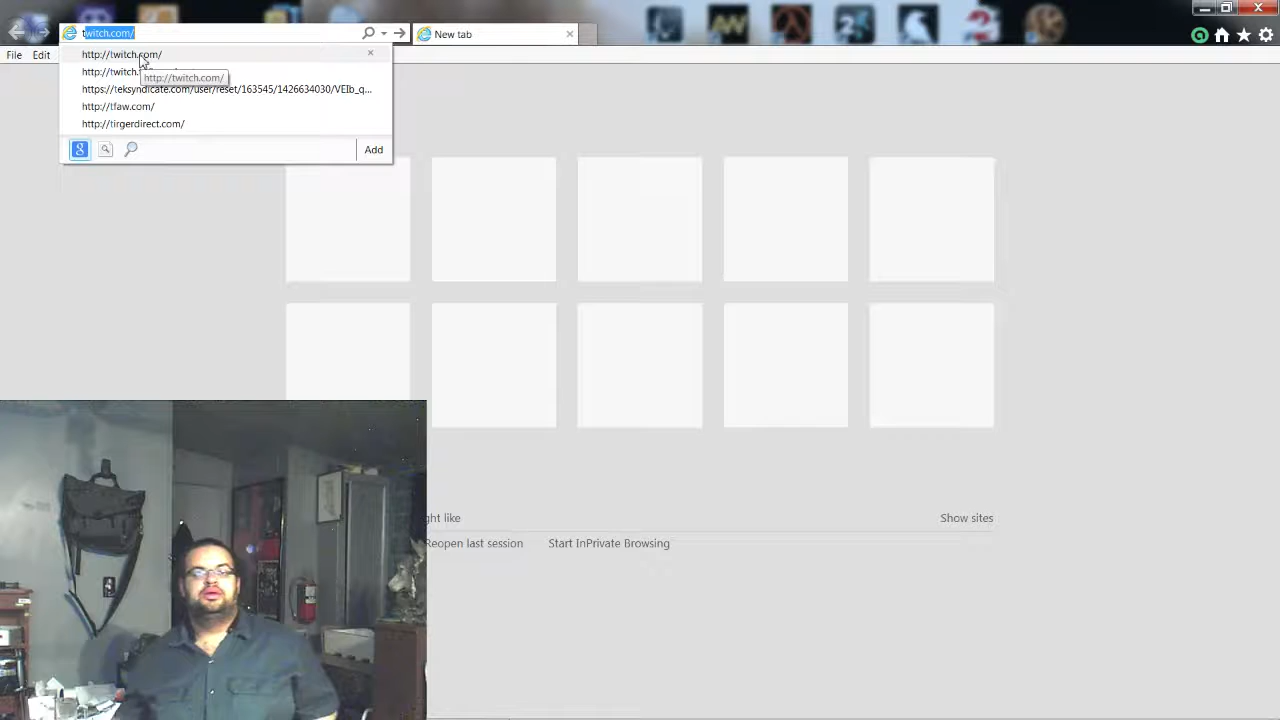 twitch.com/
New tab
File Edit
http://twitch.com/
http://twitch.
http://twitch.com/
https://teksyndicate.com/user/reset/163545/1426634030/VEIb_q...
http://tfaw.com/
http://tirgerdirect.com/
Add
ght like
Show sites
Reopen last session
Start InPrivate Browsing